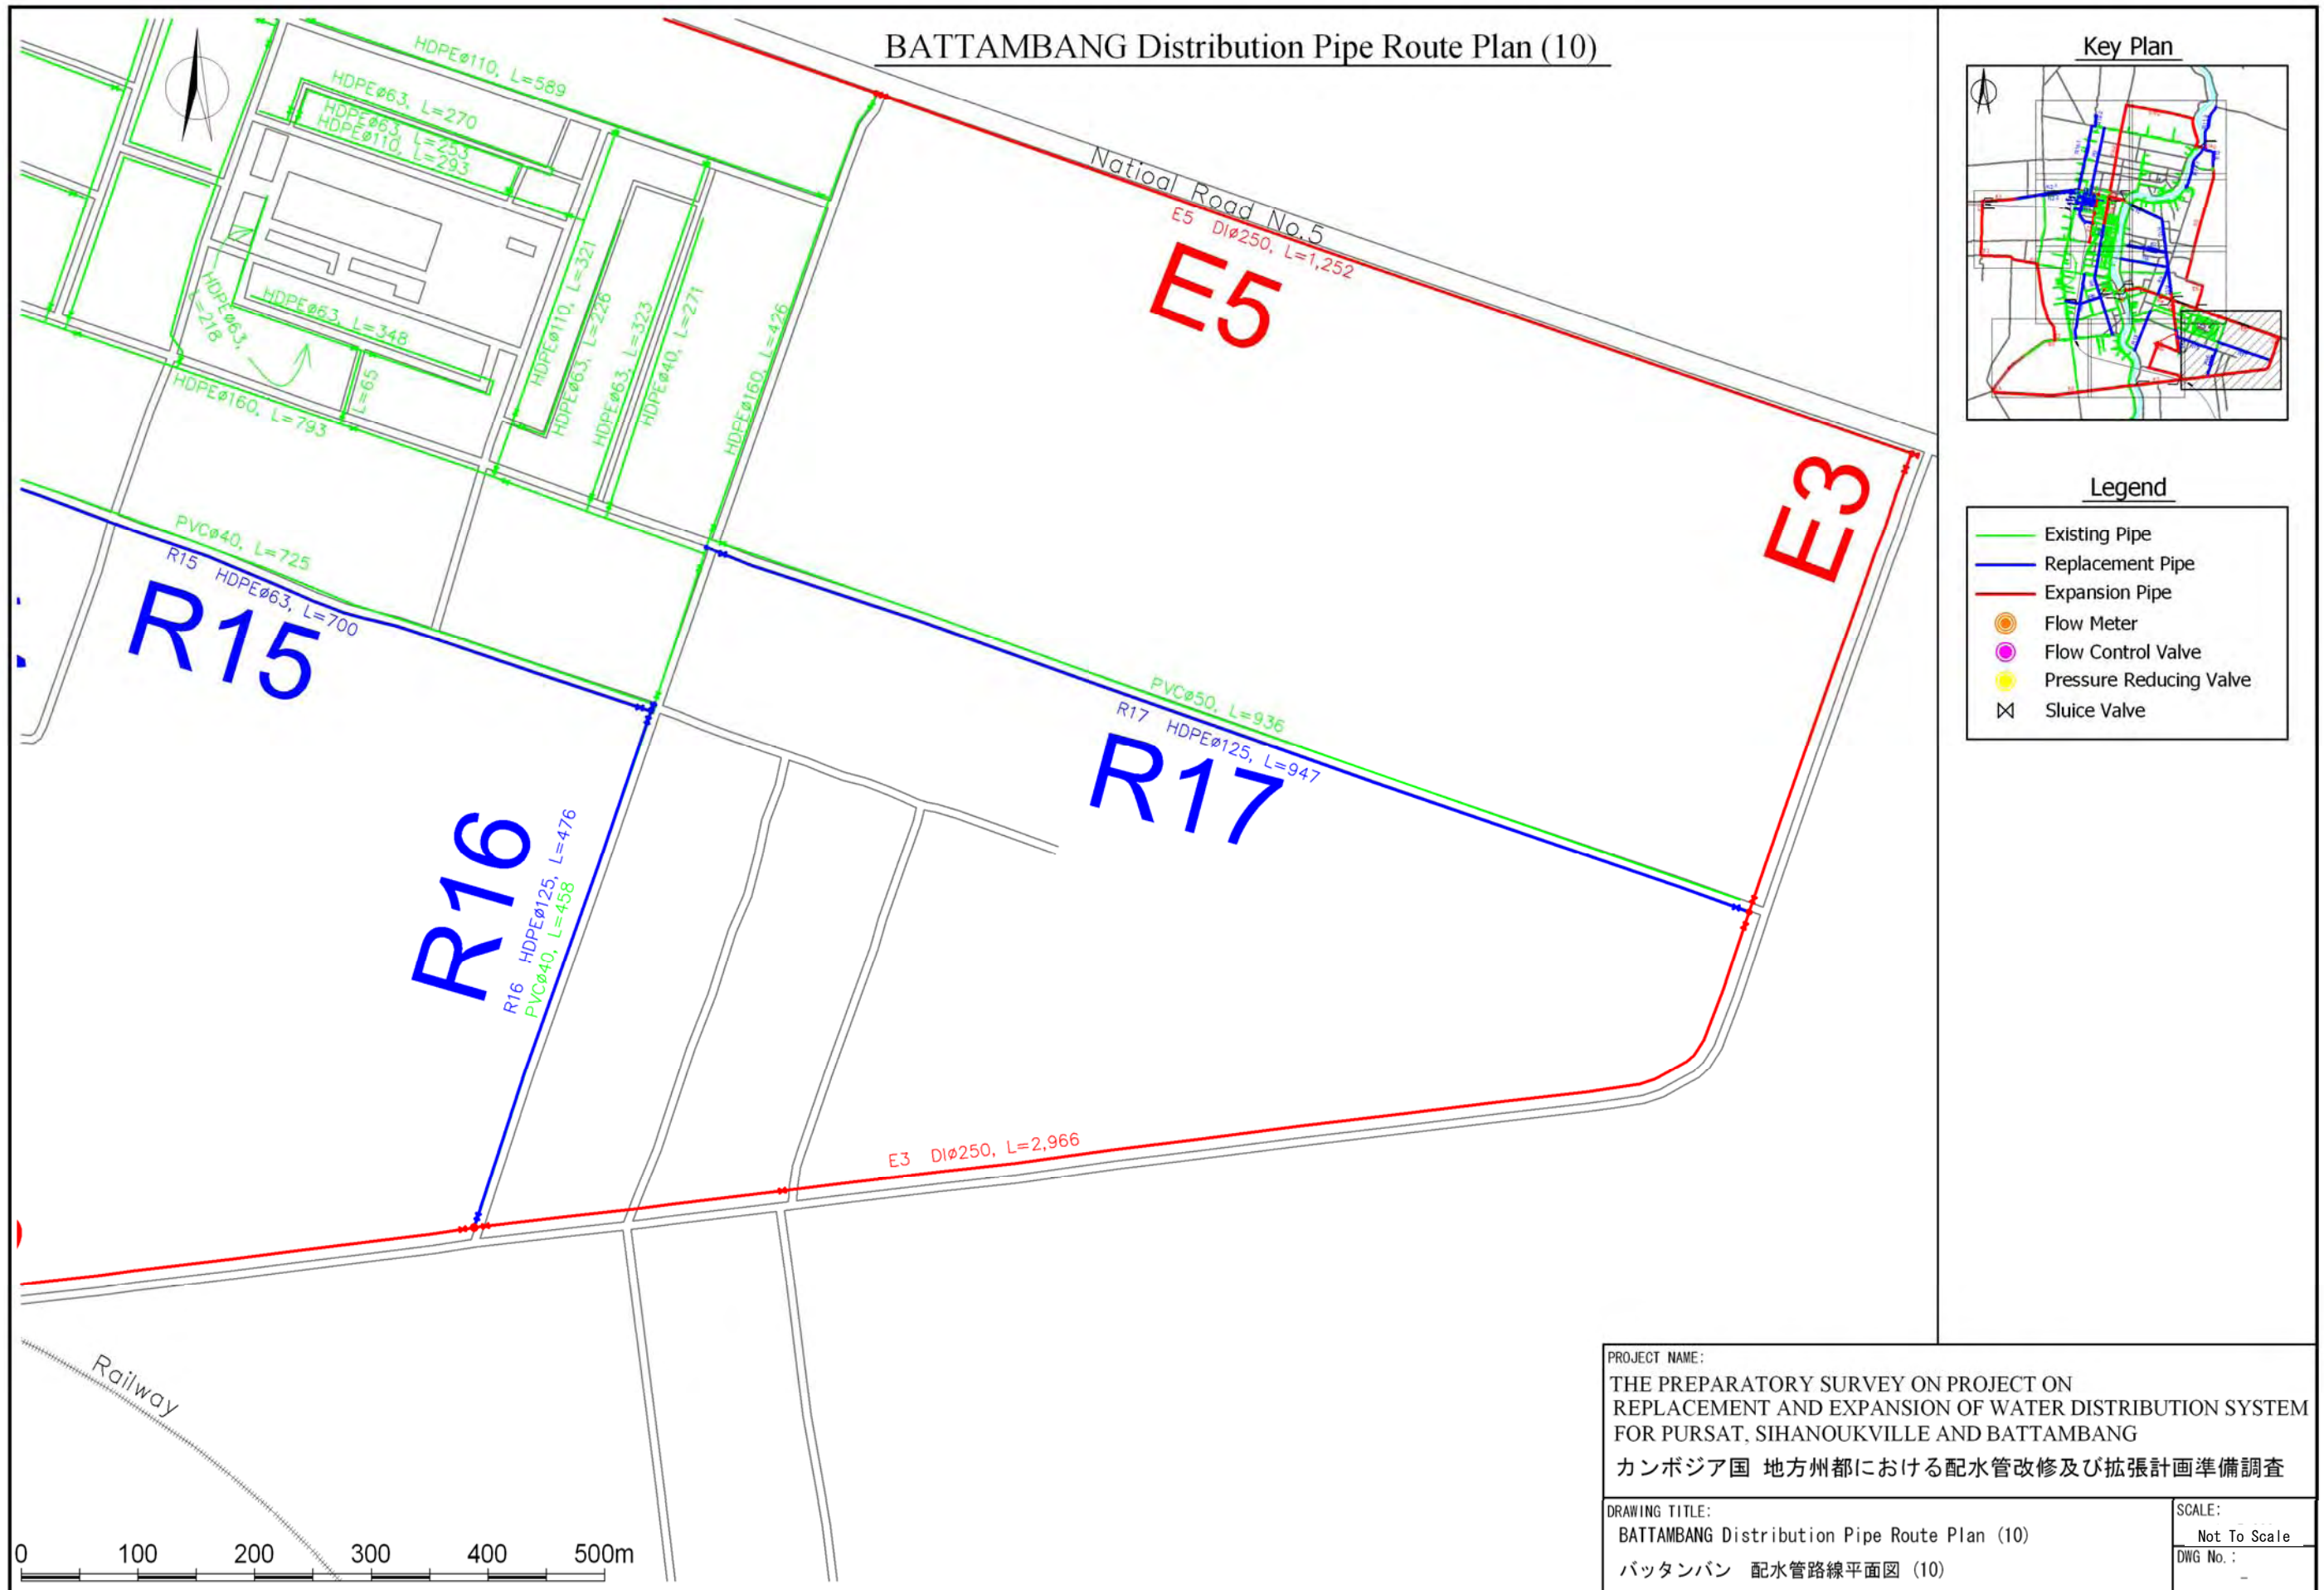 BATTAMBANG Distribution Pipe Route Plan (10)
HDPEø110, L=589
HDPEø63, L=270
HDPEø63, L=253
HDPEø110, L=293
Natioal Road No.5
E5 DIø250, L=1,252
E5
HDPEø63,
L=218
HDPEø63, L=348
L=65
HDPEø160, L=793
HDPEø110, L=321
HDPEø63, L=226
HDPEø63, L=323
HDPEø40, L=271
HDPEø160, L=426
E3
PVCø40, L=725
R15 HDPEø63, L=700
R15
PVCø50, L=936
R17 HDPEø125, L=947
R17
R16
R16 HDPEø125, L=476
PVCø40, L=458
E3 DIø250, L=2,966
Railway
0 100 200 300 400 500m
Key Plan
Legend
Existing Pipe
Replacement Pipe
Expansion Pipe
Flow Meter
Flow Control Valve
Pressure Reducing Valve
Sluice Valve
PROJECT NAME:
THE PREPARATORY SURVEY ON PROJECT ON
REPLACEMENT AND EXPANSION OF WATER DISTRIBUTION SYSTEM
FOR PURSAT, SIHANOUKVILLE AND BATTAMBANG
カンボジア国 地方州都における配水管改修及び拡張計画準備調査
DRAWING TITLE:
BATTAMBANG Distribution Pipe Route Plan (10)
バッタンバン 配水管路線平面図 (10)
SCALE:
Not To Scale
DWG No.:
–